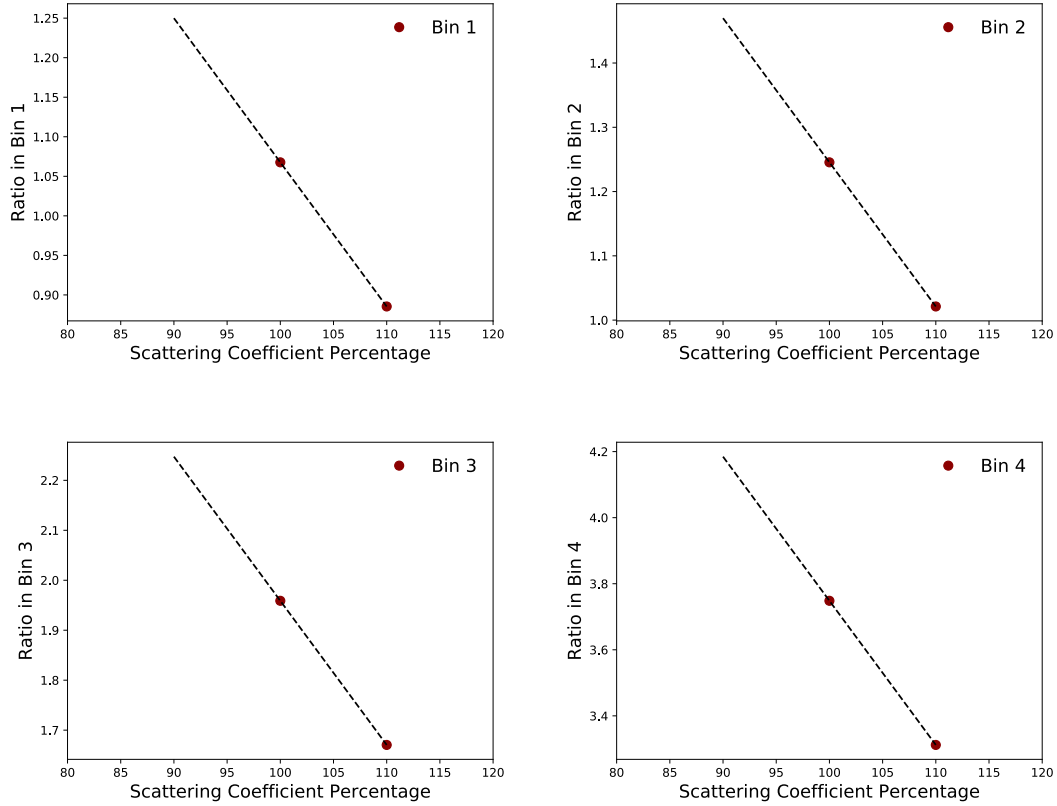 1.25
1.20
1.15
1.10
1.05
1.00
0.95
0.90
Ratio in Bin 1
Bin 1
80 85 90 95 100 105 110 115 120
Scattering Coefficient Percentage
1.4
1.3
1.2
1.1
1.0
Ratio in Bin 2
Bin 2
80 85 90 95 100 105 110 115 120
Scattering Coefficient Percentage
2.2
2.1
2.0
1.9
1.8
1.7
Ratio in Bin 3
Bin 3
80 85 90 95 100 105 110 115 120
Scattering Coefficient Percentage
4.2
4.0
3.8
3.6
3.4
Ratio in Bin 4
Bin 4
80 85 90 95 100 105 110 115 120
Scattering Coefficient Percentage